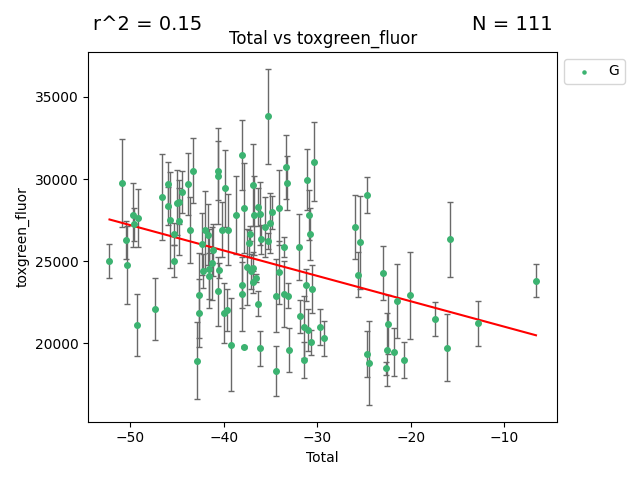 r^2 = 0.15
N = 111
Total vs toxgreen_fluor
G
35000
30000
25000
20000
toxgreen_fluor
−50
−40
−30
−20
−10
Total